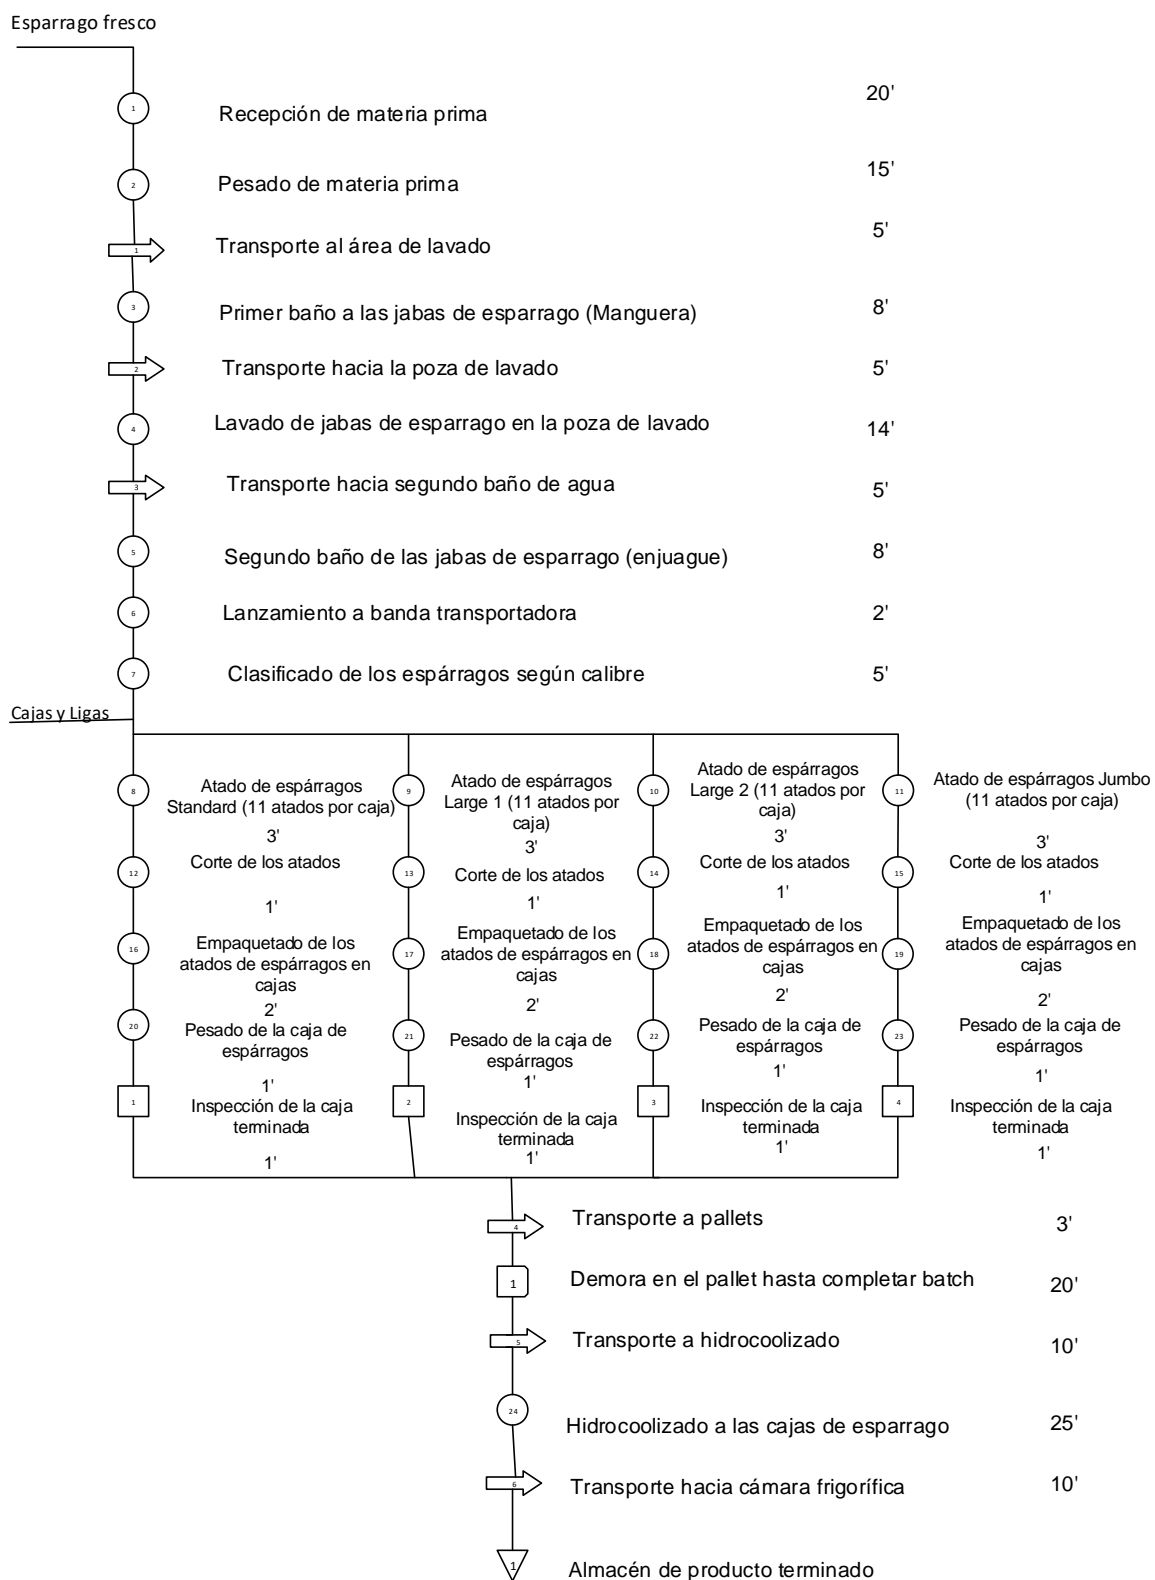 Esparrago fresco
1
Recepción de materia prima
20'
2
Pesado de materia prima
15'
1
Transporte al área de lavado
5'
3
Primer baño a las jabas de esparrago (Manguera)
8'
2
Transporte hacia la poza de lavado
5'
4
Lavado de jabas de esparrago en la poza de lavado
14'
3
Transporte hacia segundo baño de agua
5'
5
Segundo baño de las jabas de esparrago (enjuague)
8'
6
Lanzamiento a banda transportadora
2'
7
Clasificado de los espárragos según calibre
5'
Cajas y Ligas
8
Atado de espárragos
Standard (11 atados por caja)
3'
9
Atado de espárragos
Large 1 (11 atados por
caja)
3'
10
Atado de espárragos
Large 2 (11 atados por
caja)
3'
11
Atado de espárragos Jumbo
(11 atados por caja)
3'
12
Corte de los atados
1'
13
Corte de los atados
1'
14
Corte de los atados
1'
15
Corte de los atados
1'
16
Empaquetado de los
atados de espárragos en
cajas
2'
17
Empaquetado de los
atados de espárragos en
cajas
2'
18
Empaquetado de los
atados de espárragos en
cajas
2'
19
Empaquetado de los
atados de espárragos en
cajas
2'
20
Pesado de la caja de
espárragos
1'
21
Pesado de la caja de
espárragos
1'
22
Pesado de la caja de
espárragos
1'
23
Pesado de la caja de
espárragos
1'
1
Inspección de la caja
terminada
1'
2
Inspección de la caja
terminada
1'
3
Inspección de la caja
terminada
1'
4
Inspección de la caja
terminada
1'
4
Transporte a pallets
3'
1
Demora en el pallet hasta completar batch
20'
5
Transporte a hidrocoolizado
10'
24
Hidrocoolizado a las cajas de esparrago
25'
6
Transporte hacia cámara frigorífica
10'
1
Almacén de producto terminado